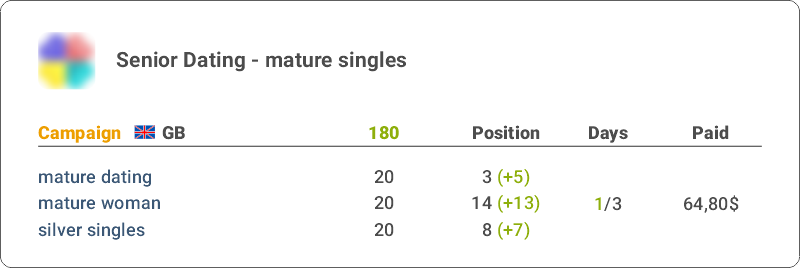 Senior Dating - mature singles
Campaign GB 180 Position Days Paid
mature dating 20 3 (+5)
mature woman 20 14 (+13) 1/3 64,80$
silver singles 20 8 (+7)